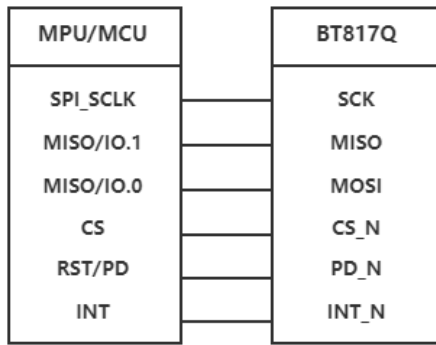 MPU/MCU
BT817Q
SPI_SCLK
SCK
MISO/IO.1
MISO
MISO/IO.0
MOSI
CS
CS_N
RST/PD
PD_N
INT
INT_N